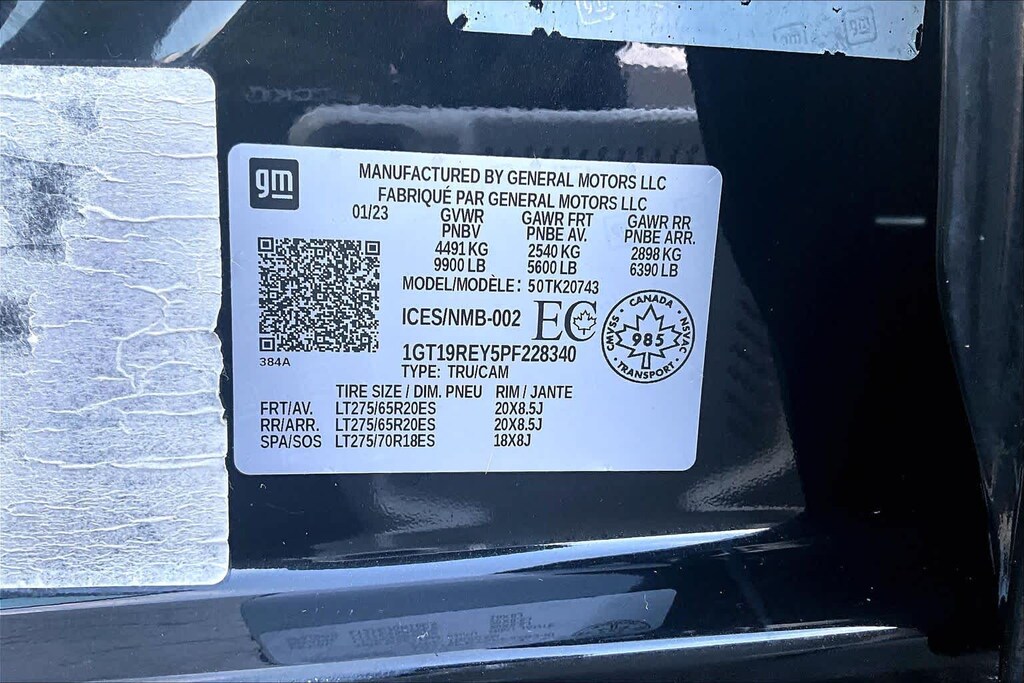 gm
MANUFACTURED BY GENERAL MOTORS LLC
FABRIQUÉ PAR GENERAL MOTORS LLC
01/23 GVWR GAWR FRT GAWR RR
PNBV PNBE AV. PNBE ARR.
4491 KG 2540 KG 2898 KG
9900 LB 5600 LB 6390 LB
MODEL/MODÈLE: 50TK20743
ICES/NMB-002 EC
CANADA
CMVSS 985 NSVAC
TRANSPORT
384A
1GT19REY5PF228340
TYPE: TRU/CAM
TIRE SIZE / DIM. PNEU RIM / JANTE
FRT/AV. LT275/65R20ES 20X8.5J
RR/ARR. LT275/65R20ES 20X8.5J
SPA/SOS LT275/70R18ES 18X8J